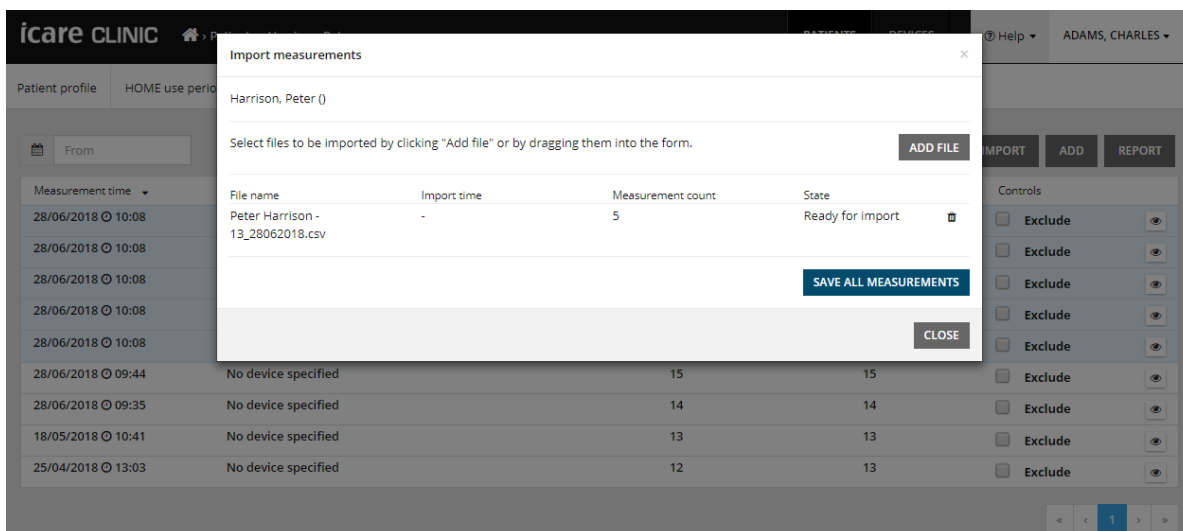 icare CLINIC
PATIENTS DEVICES Help ADAMS, CHARLES
Patient profile HOME use perio
Import measurements ×
Harrison, Peter ()
Select files to be imported by clicking "Add file" or by dragging them into the form. ADD FILE
From IMPORT ADD REPORT
Measurement time Controls
File name Import time Measurement count State
Peter Harrison - - 5 Ready for import
13_28062018.csv
SAVE ALL MEASUREMENTS
CLOSE
28/06/2018 10:08 Exclude
28/06/2018 10:08 Exclude
28/06/2018 10:08 Exclude
28/06/2018 10:08 Exclude
28/06/2018 10:08 Exclude
28/06/2018 09:44 No device specified 15 15 Exclude
28/06/2018 09:35 No device specified 14 14 Exclude
18/05/2018 10:41 No device specified 13 13 Exclude
25/04/2018 13:03 No device specified 12 13 Exclude
« ‹ 1 › »